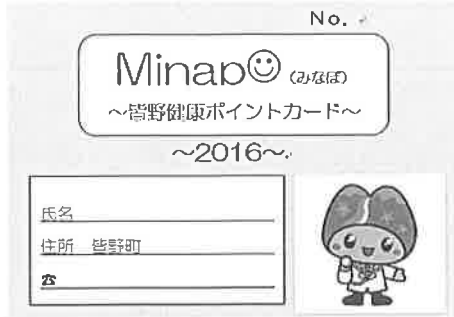 No.
Minapo☺(みなぽ)
～皆野健康ポイントカード～
～2016～
氏名
住所 皆野町
☎